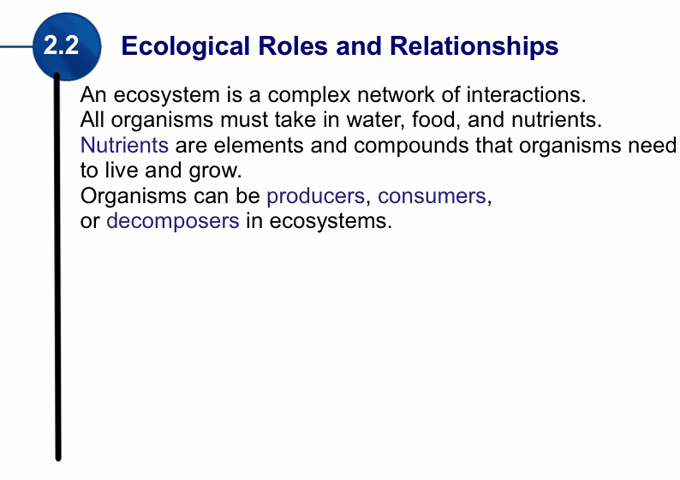 2.2 Ecological Roles and Relationships
An ecosystem is a complex network of interactions.
All organisms must take in water, food, and nutrients.
Nutrients are elements and compounds that organisms need
to live and grow.
Organisms can be producers, consumers,
or decomposers in ecosystems.